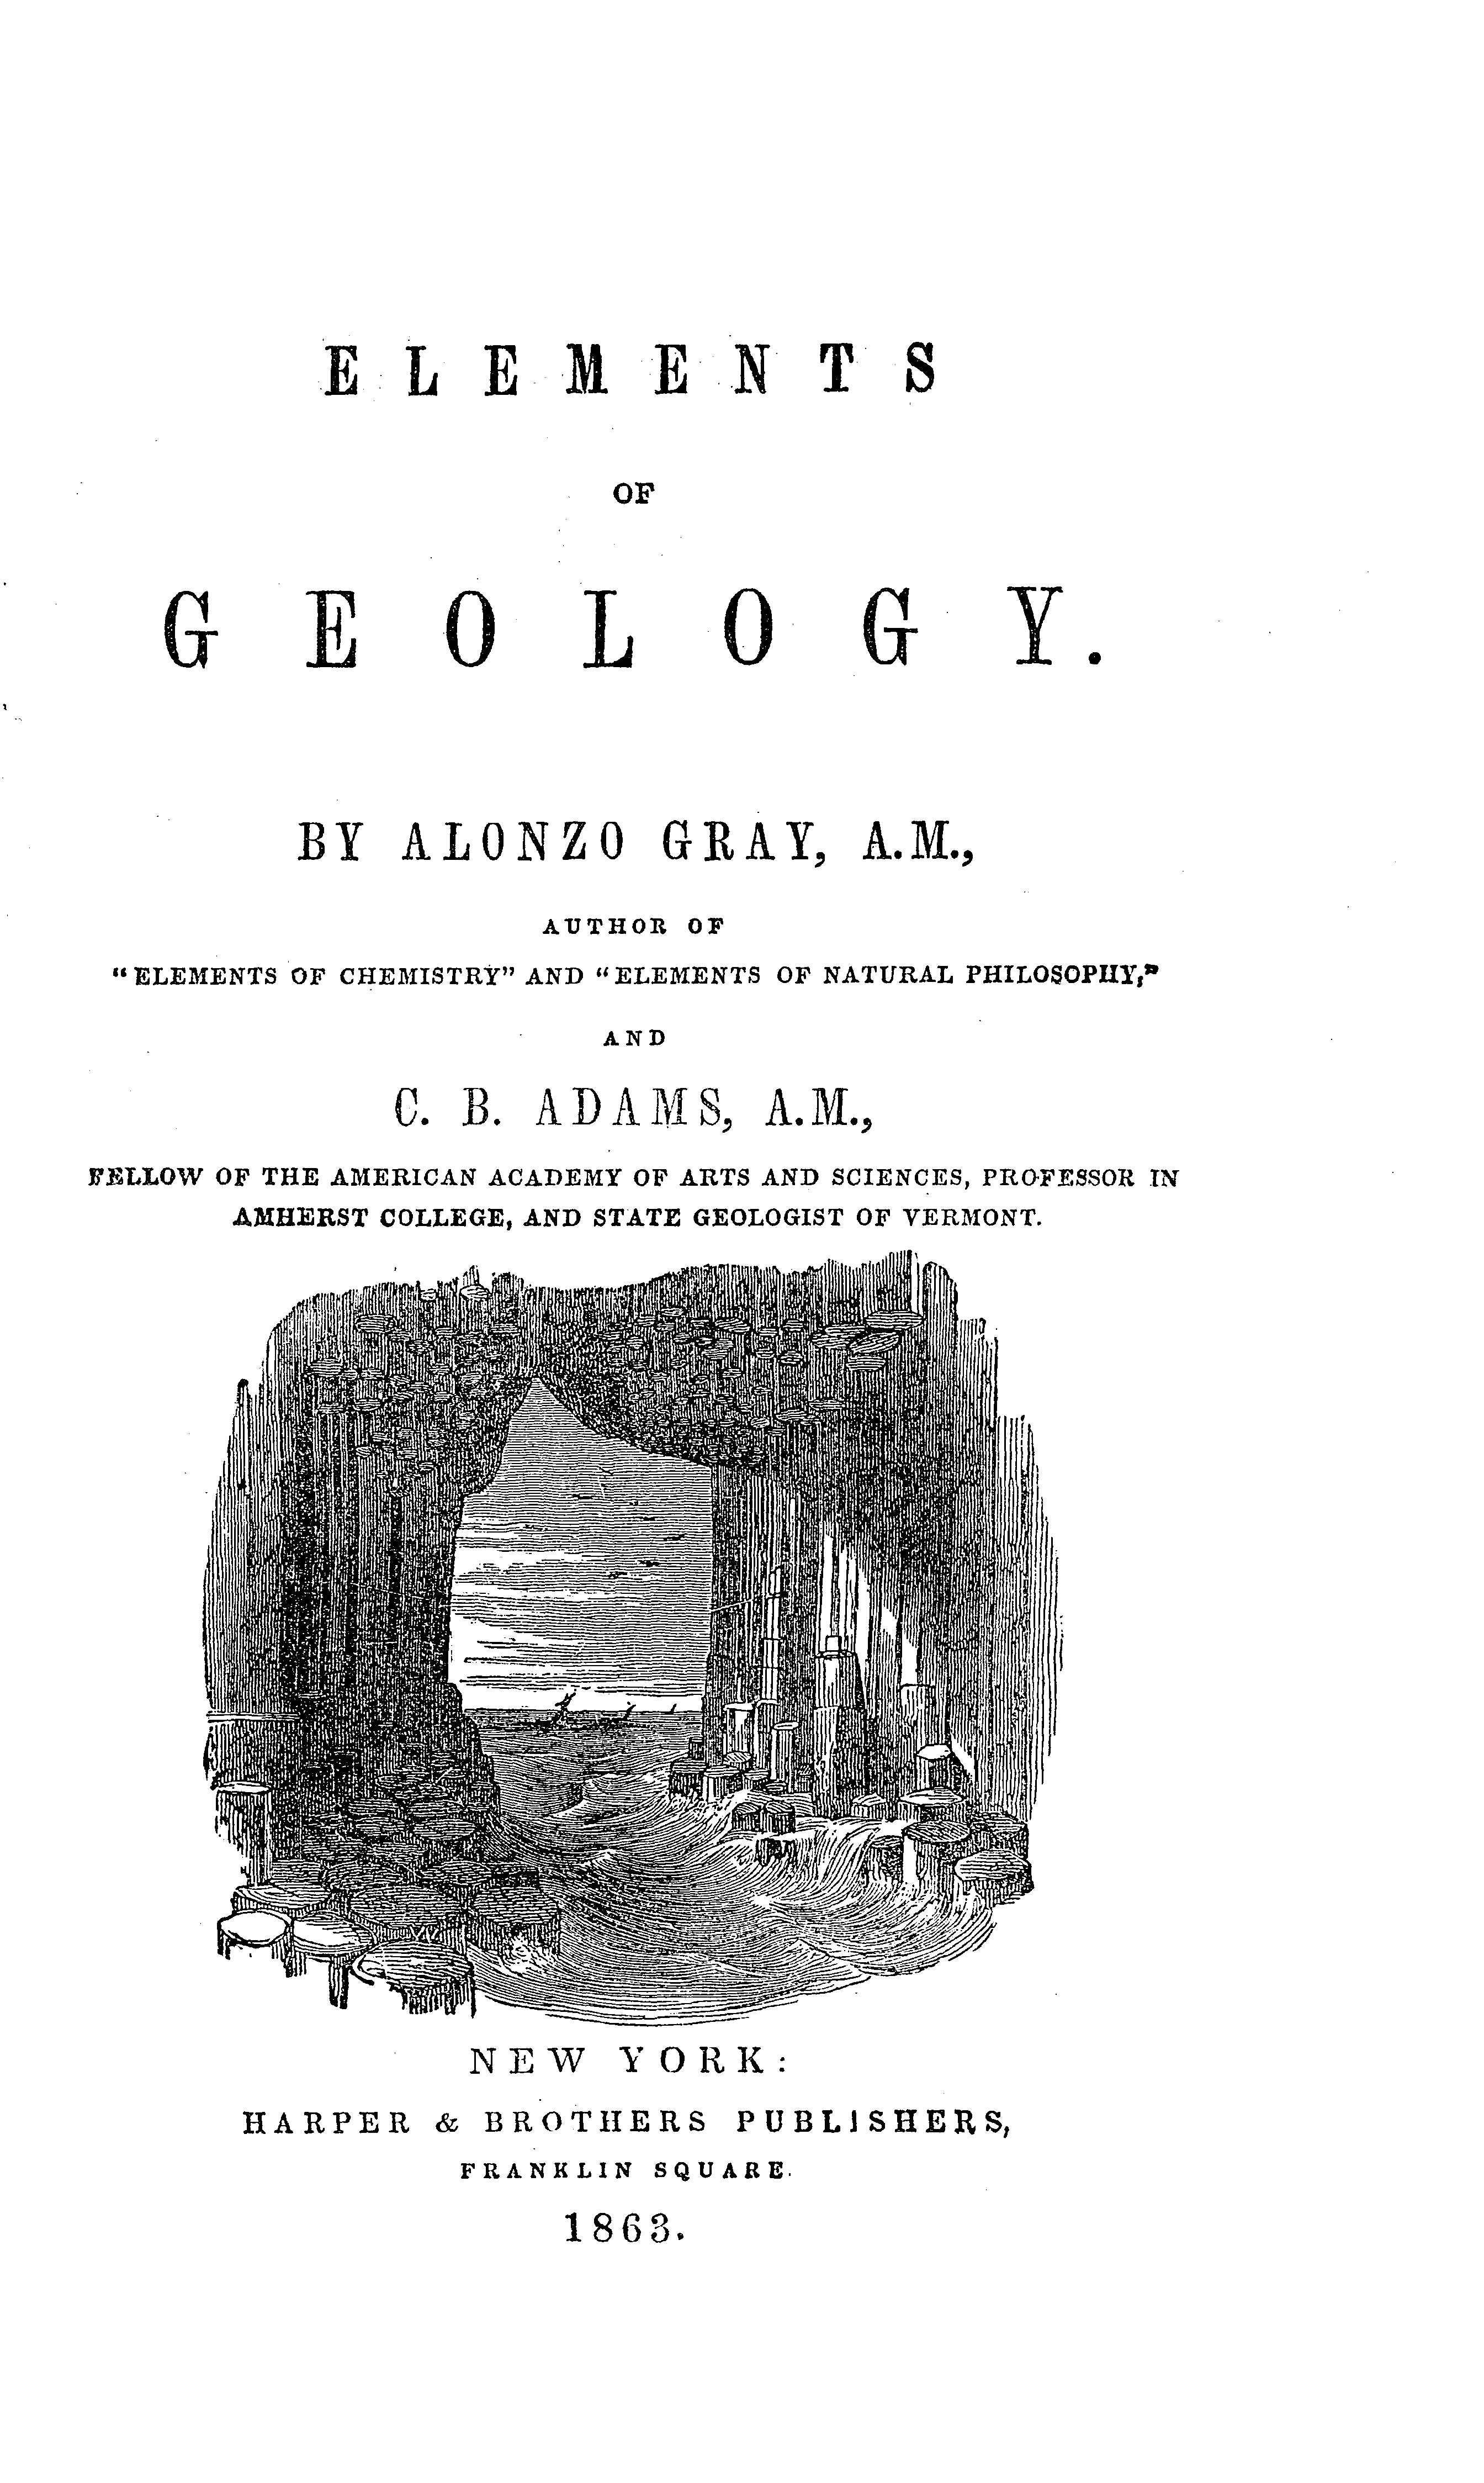 ELEMENTS
OF
GEOLOGY.
BY ALONZO GRAY, A.M.,
AUTHOR OF
"ELEMENTS OF CHEMISTRY" AND "ELEMENTS OF NATURAL PHILOSOPHY,"
AND
C. B. ADAMS, A.M.,
FELLOW OF THE AMERICAN ACADEMY OF ARTS AND SCIENCES, PROFESSOR IN
AMHERST COLLEGE, AND STATE GEOLOGIST OF VERMONT.
NEW YORK:
HARPER & BROTHERS PUBLISHERS,
FRANKLIN SQUARE.
1863.